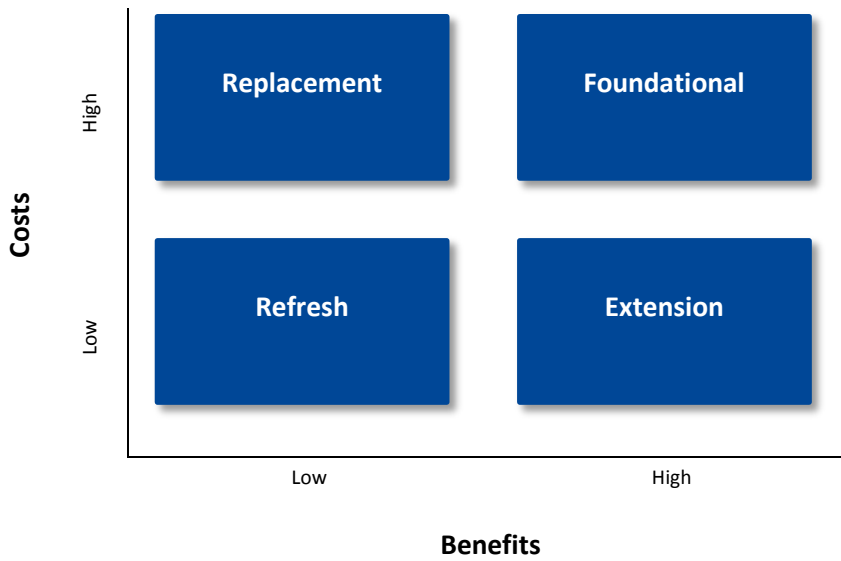 Replacement
Foundational
High
Costs
Refresh
Extension
Low
Low
High
Benefits